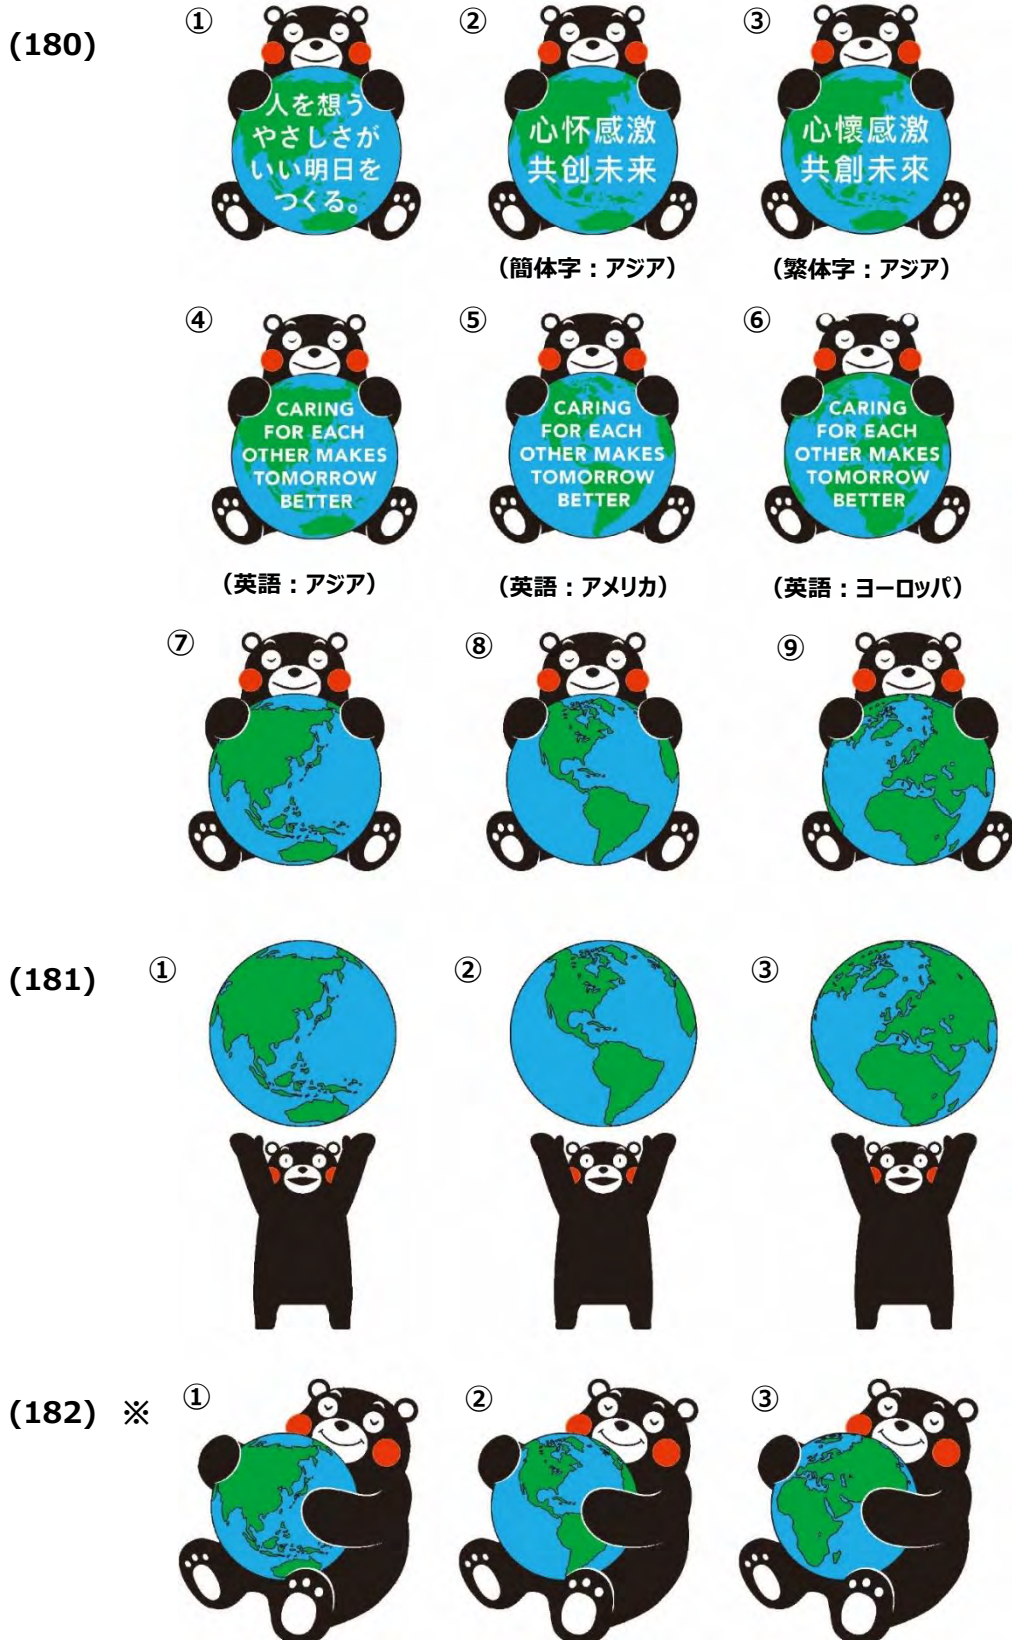 (180)
①
人を想う
やさしさが
いい明日を
つくる。
②
心怀感激
共创未来
(簡体字：アジア)
③
心懷感激
共創未來
(繁体字：アジア)
④
CARING
FOR EACH
OTHER MAKES
TOMORROW
BETTER
(英語：アジア)
⑤
CARING
FOR EACH
OTHER MAKES
TOMORROW
BETTER
(英語：アメリカ)
⑥
CARING
FOR EACH
OTHER MAKES
TOMORROW
BETTER
(英語：ヨーロッパ)
⑦
⑧
⑨
(181)
①
②
③
(182) ※
①
②
③